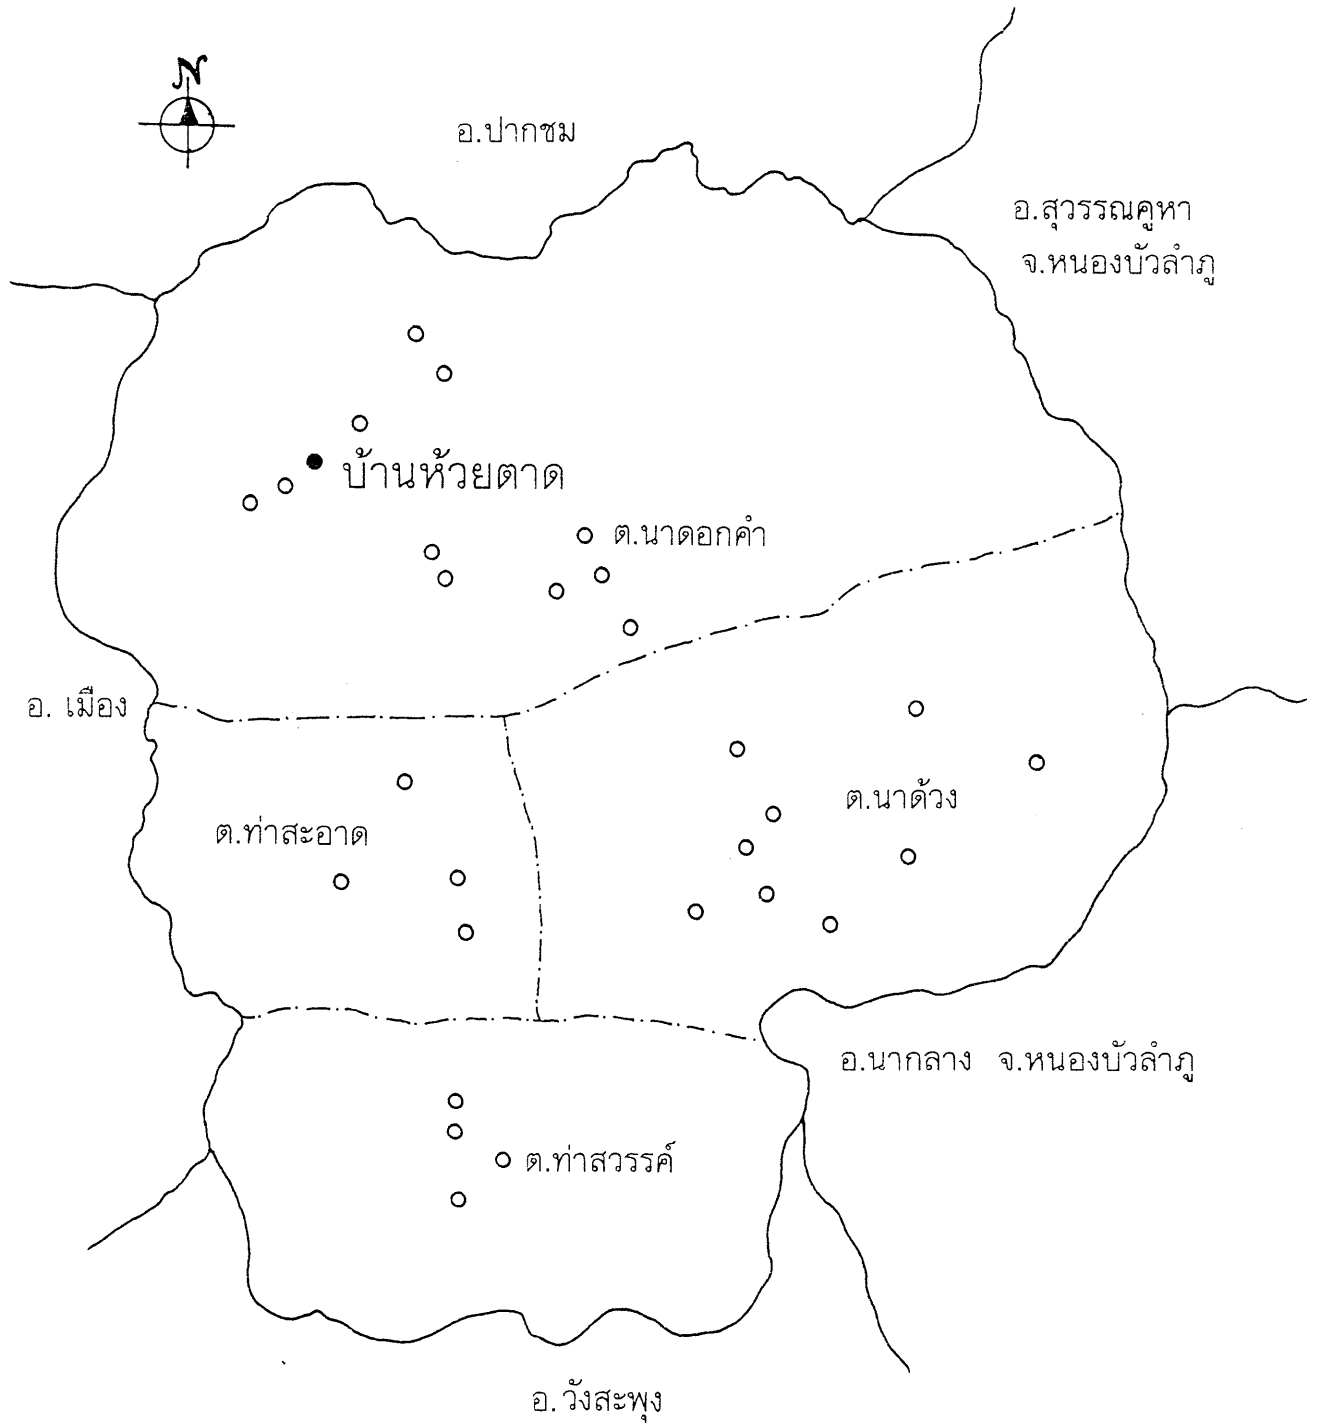 N
อ.ปากชม
อ.สุวรรณคูหา
จ.หนองบัวลำภู
บ้านห้วยตาด
ต.นาดอกคำ
อ. เมือง
ต.นาด้วง
ต.ท่าสะอาด
อ.นากลาง จ.หนองบัวลำภู
ต.ท่าสวรรค์
อ. วังสะพุง